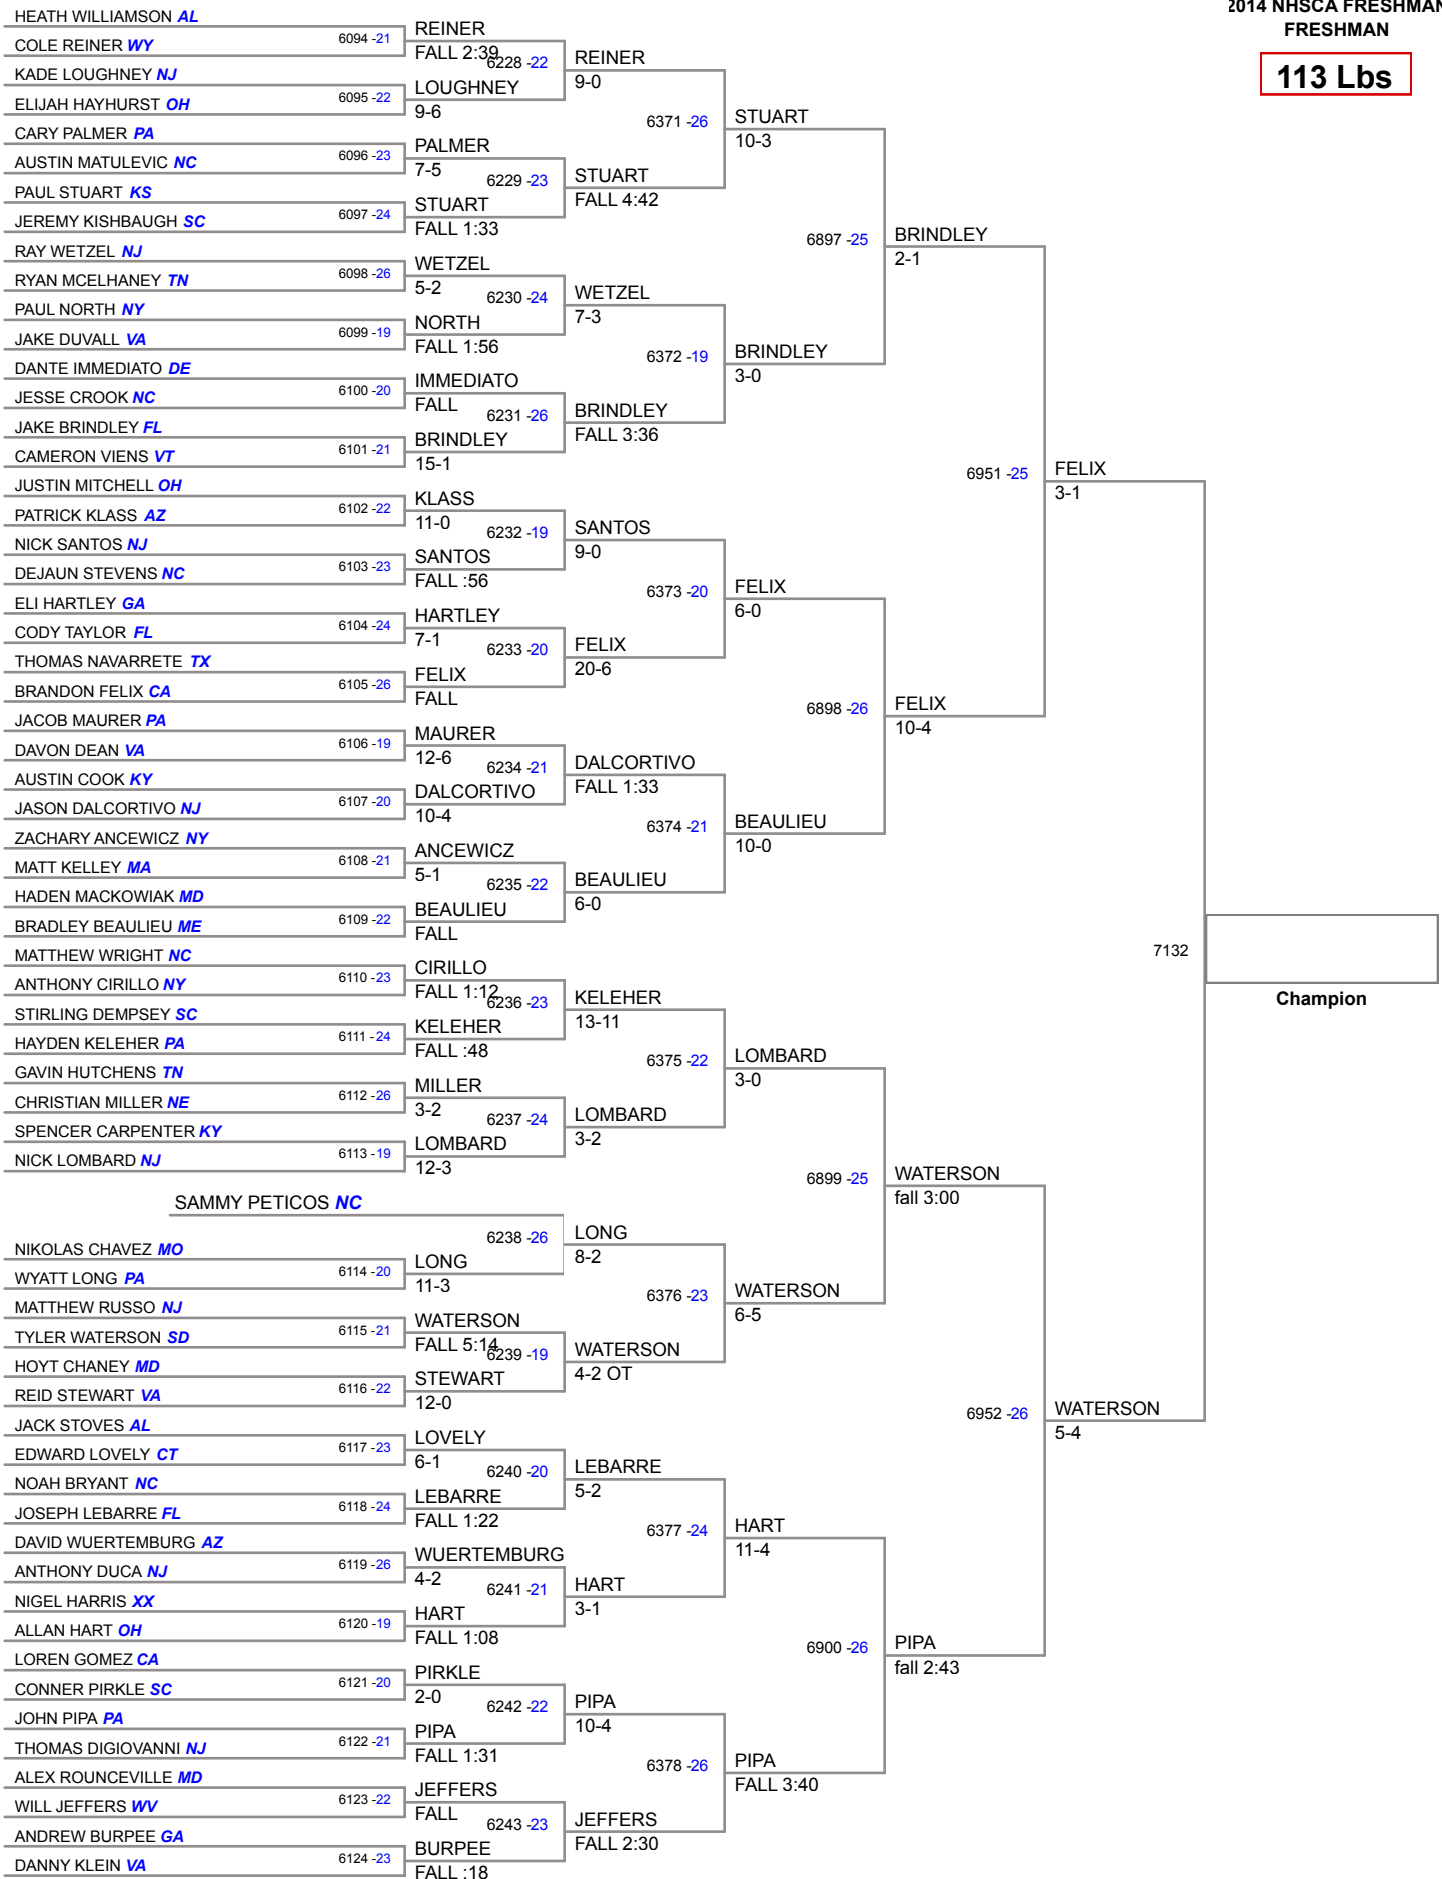 2014 NHSCA FRESHMAN
FRESHMAN
113 Lbs
HEATH WILLIAMSON AL
COLE REINER WY
KADE LOUGHNEY NJ
ELIJAH HAYHURST OH
CARY PALMER PA
AUSTIN MATULEVIC NC
PAUL STUART KS
JEREMY KISHBAUGH SC
RAY WETZEL NJ
RYAN MCELHANEY TN
PAUL NORTH NY
JAKE DUVALL VA
DANTE IMMEDIATO DE
JESSE CROOK NC
JAKE BRINDLEY FL
CAMERON VIENS VT
JUSTIN MITCHELL OH
PATRICK KLASS AZ
NICK SANTOS NJ
DEJAUN STEVENS NC
ELI HARTLEY GA
CODY TAYLOR FL
THOMAS NAVARRETE TX
BRANDON FELIX CA
JACOB MAURER PA
DAVON DEAN VA
AUSTIN COOK KY
JASON DALCORTIVO NJ
ZACHARY ANCEWICZ NY
MATT KELLEY MA
HADEN MACKOWIAK MD
BRADLEY BEAULIEU ME
MATTHEW WRIGHT NC
ANTHONY CIRILLO NY
STIRLING DEMPSEY SC
HAYDEN KELEHER PA
GAVIN HUTCHENS TN
CHRISTIAN MILLER NE
SPENCER CARPENTER KY
NICK LOMBARD NJ
SAMMY PETICOS NC
NIKOLAS CHAVEZ MO
WYATT LONG PA
MATTHEW RUSSO NJ
TYLER WATERSON SD
HOYT CHANEY MD
REID STEWART VA
JACK STOVES AL
EDWARD LOVELY CT
NOAH BRYANT NC
JOSEPH LEBARRE FL
DAVID WUERTEMBURG AZ
ANTHONY DUCA NJ
NIGEL HARRIS XX
ALLAN HART OH
LOREN GOMEZ CA
CONNER PIRKLE SC
JOHN PIPA PA
THOMAS DIGIOVANNI NJ
ALEX ROUNCEVILLE MD
WILL JEFFERS WV
ANDREW BURPEE GA
DANNY KLEIN VA
6094 -21
REINER
FALL 2:39
6095 -22
LOUGHNEY
9-6
6096 -23
PALMER
7-5
6097 -24
STUART
FALL 1:33
6098 -26
WETZEL
5-2
6099 -19
NORTH
FALL 1:56
6100 -20
IMMEDIATO
FALL
6101 -21
BRINDLEY
15-1
6102 -22
KLASS
11-0
6103 -23
SANTOS
FALL :56
6104 -24
HARTLEY
7-1
6105 -26
FELIX
FALL
6106 -19
MAURER
12-6
6107 -20
DALCORTIVO
10-4
6108 -21
ANCEWICZ
5-1
6109 -22
BEAULIEU
FALL
6110 -23
CIRILLO
FALL 1:12
6111 -24
KELEHER
FALL :48
6112 -26
MILLER
3-2
6113 -19
LOMBARD
12-3
6114 -20
LONG
11-3
6115 -21
WATERSON
FALL 5:14
6116 -22
STEWART
12-0
6117 -23
LOVELY
6-1
6118 -24
LEBARRE
FALL 1:22
6119 -26
WUERTEMBURG
4-2
6120 -19
HART
FALL 1:08
6121 -20
PIRKLE
2-0
6122 -21
PIPA
FALL 1:31
6123 -22
JEFFERS
FALL
6124 -23
BURPEE
FALL :18
6228 -22
REINER
9-0
6229 -23
STUART
FALL 4:42
6230 -24
WETZEL
7-3
6231 -26
BRINDLEY
FALL 3:36
6232 -19
SANTOS
9-0
6233 -20
FELIX
20-6
6234 -21
DALCORTIVO
FALL 1:33
6235 -22
BEAULIEU
6-0
6236 -23
KELEHER
13-11
6237 -24
LOMBARD
3-2
6238 -26
LONG
8-2
6239 -19
WATERSON
4-2 OT
6240 -20
LEBARRE
5-2
6241 -21
HART
3-1
6242 -22
PIPA
10-4
6243 -23
JEFFERS
FALL 2:30
6371 -26
STUART
10-3
6372 -19
BRINDLEY
3-0
6373 -20
FELIX
6-0
6374 -21
BEAULIEU
10-0
6375 -22
LOMBARD
3-0
6376 -23
WATERSON
6-5
6377 -24
HART
11-4
6378 -26
PIPA
FALL 3:40
6897 -25
BRINDLEY
2-1
6898 -26
FELIX
10-4
6899 -25
WATERSON
fall 3:00
6900 -26
PIPA
fall 2:43
6951 -25
FELIX
3-1
6952 -26
WATERSON
5-4
7132
Champion